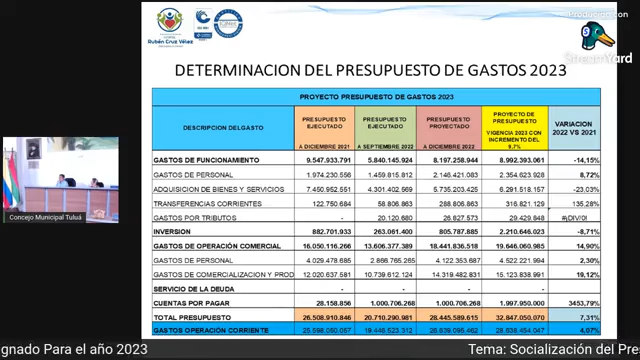 Producido con
StreamYard
Rubén Cruz Vélez
DETERMINACION DEL PRESUPUESTO DE GASTOS 2023
PROYECTO PRESUPUESTO DE GASTOS 2023
DESCRIPCION DEL GASTO PRESUPUESTO EJECUTADO A DICIEMBRE 2021 PRESUPUESTO EJECUTADO A SEPTIEMBRE 2022 PRESUPUESTO PROYECTADO A DICIEMBRE 2022 PROYECTO DE PRESUPUESTO VIGENCIA 2023 CON INCREMENTO DEL 9.7% VARIACION 2022 VS 2021
GASTOS DE FUNCIONAMIENTO 9.547.933.791 5.840.145.924 8.197.258.944 8.992.393.061 -14,15%
GASTOS DE PERSONAL 1.974.230.556 1.459.815.812 2.146.421.083 2.354.623.928 8,72%
ADQUISICION DE BIENES Y SERVICIOS 7.450.952.551 4.301.402.569 5.735.203.425 6.291.518.157 -23,03%
TRANSFERENCIAS CORRIENTES 122.750.684 58.806.863 288.806.863 316.821.129 135,28%
GASTOS POR TRIBUTOS - 20.120.680 26.827.573 29.429.848 #¡DIV/0!
INVERSION 882.701.933 263.061.400 805.787.885 2.210.646.023 -8,71%
GASTOS DE OPERACIÓN COMERCIAL 16.050.116.266 13.606.377.389 18.441.836.518 19.646.060.985 14,90%
GASTOS DE PERSONAL 4.029.478.685 2.866.765.265 4.122.353.687 4.522.221.994 2,30%
GASTOS DE COMERCIALIZACION Y PROD 12.020.637.581 10.739.612.124 14.319.482.831 15.123.838.991 19,12%
SERVICIO DE LA DEUDA - - - -
CUENTAS POR PAGAR 28.158.856 1.000.706.268 1.000.706.268 1.997.950.000 3453,79%
TOTAL PRESUPUESTO 26.508.910.846 20.710.290.981 28.445.589.615 32.847.050.070 7,31%
GASTOS OPERACIÓN CORRIENTE 25.598.050.057 19.446.523.312 26.639.095.462 28.638.454.047 4,07%
Concejo Municipal Tuluá
gnado Para el año 2023 Tema: Socialización del Pre